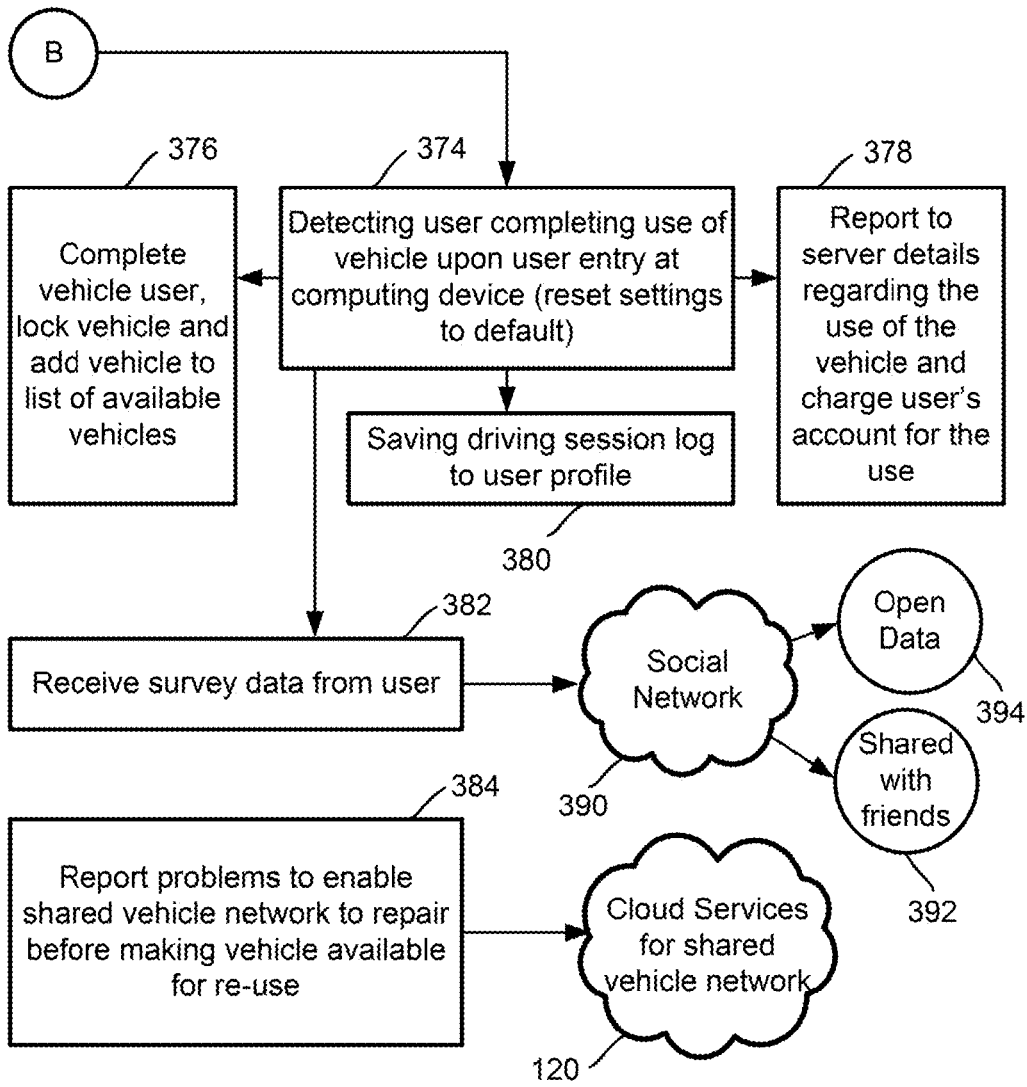 B
376
374
378
Complete
vehicle user,
lock vehicle and
add vehicle to
list of available
vehicles
Detecting user completing use of
vehicle upon user entry at
computing device (reset settings
to default)
Report to
server details
regarding the
use of the
vehicle and
charge user's
account for the
use
Saving driving session log
to user profile
380
382
Receive survey data from user
Social
Network
390
Open
Data
394
Shared
with
friends
392
384
Report problems to enable
shared vehicle network to repair
before making vehicle available
for re-use
Cloud Services
for shared
vehicle network
120